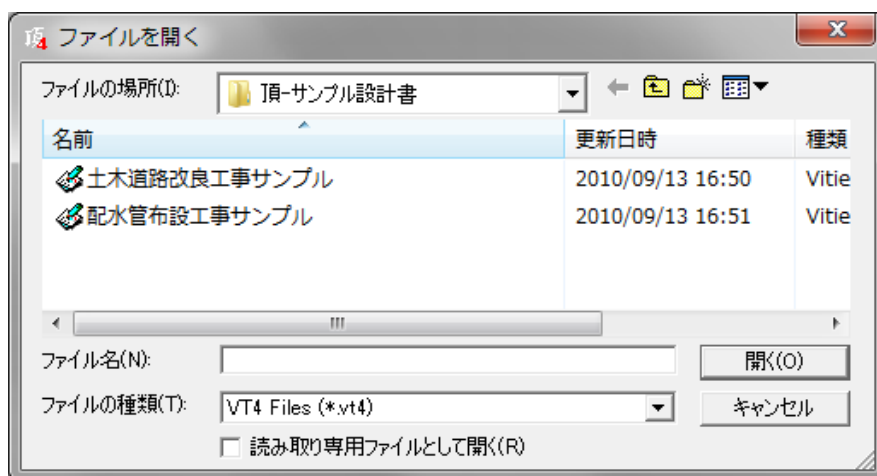 頂4 ファイルを開く
ファイルの場所(I): 頂-サンプル設計書
名前 更新日時 種類
土木道路改良工事サンプル 2010/09/13 16:50 Vitie
配水管布設工事サンプル 2010/09/13 16:51 Vitie
ファイル名(N): 開く(O)
ファイルの種類(T): VT4 Files (*.vt4) キャンセル
読み取り専用ファイルとして開く(R)